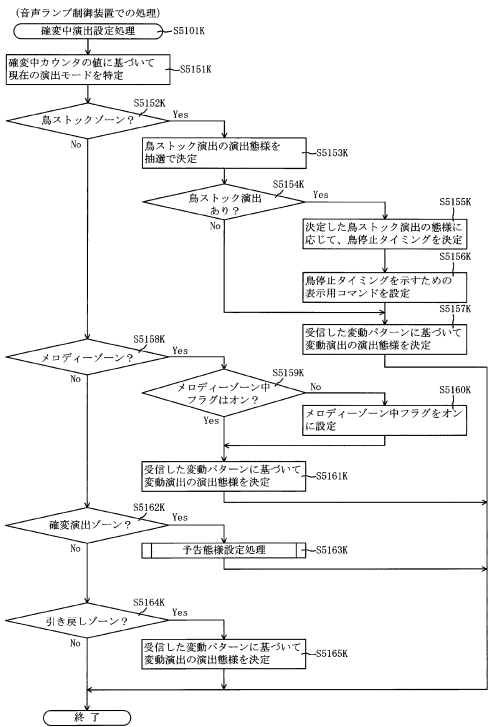 (音声ランプ制御装置での処理)
確変中演出設定処理
S5101K
確変中カウンタの値に基づいて
現在の演出モードを特定
S5151K
S5152K
鳥ストックゾーン?
Yes
No
鳥ストック演出の演出態様を
抽選で決定
S5153K
S5154K
鳥ストック演出
あり?
Yes
No
S5155K
決定した鳥ストック演出の態様に
応じて、鳥停止タイミングを決定
S5156K
鳥停止タイミングを示すための
表示用コマンドを設定
S5157K
受信した変動パターンに基づいて
変動演出の演出態様を決定
S5158K
メロディーゾーン?
Yes
No
S5159K
メロディーゾーン中
フラグはオン?
No
Yes
S5160K
メロディーゾーン中フラグをオン
に設定
受信した変動パターンに基づいて
変動演出の演出態様を決定
S5161K
S5162K
確変演出ゾーン?
Yes
No
予告態様設定処理
S5163K
S5164K
引き戻しゾーン?
Yes
No
受信した変動パターンに基づいて
変動演出の演出態様を決定
S5165K
終了